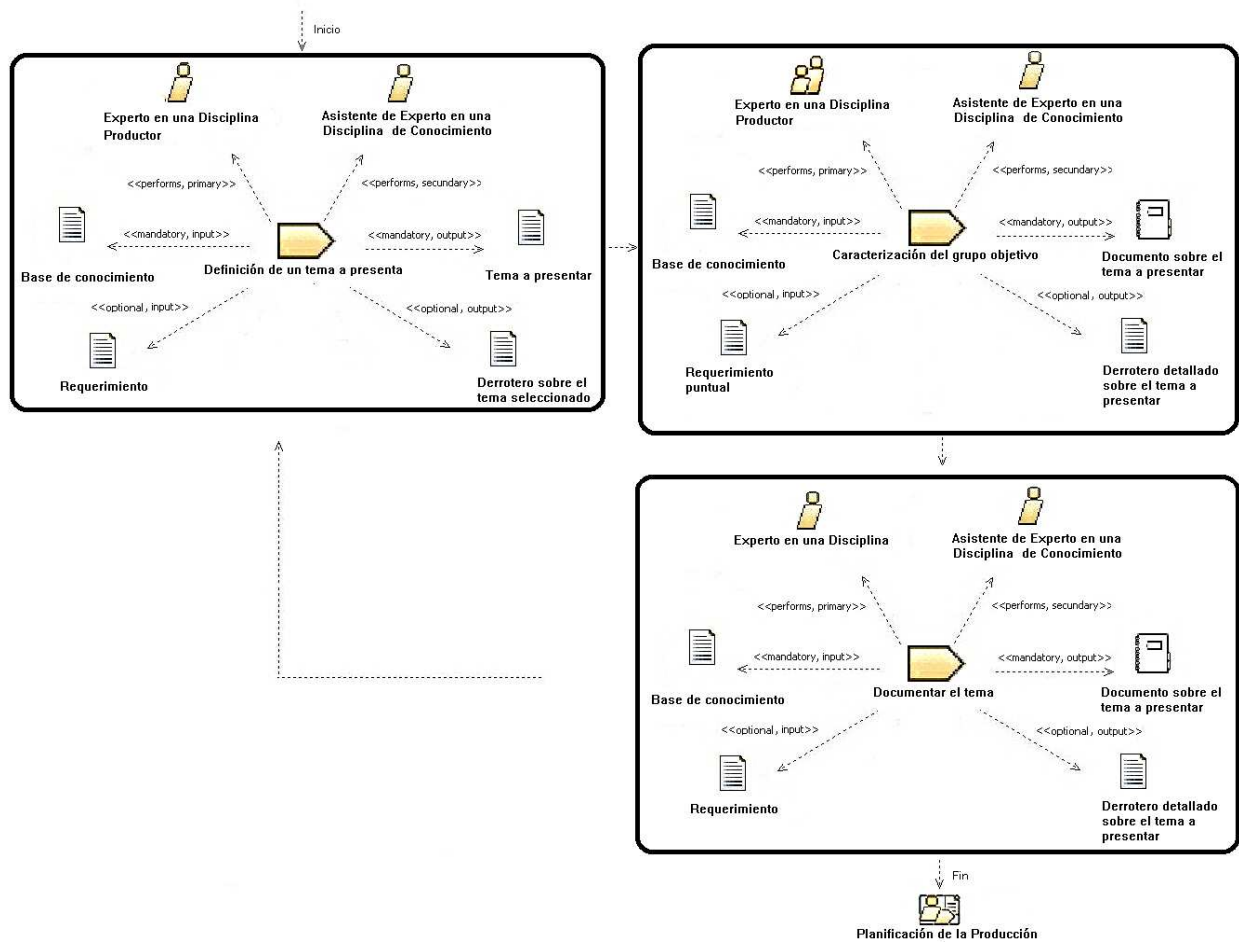 Inicio
Experto en una Disciplina
Productor
Asistente de Experto en una
Disciplina de Conocimiento
<<performs, primary>>
<<performs, secundary>>
<<mandatory, input>>
<<mandatory, output>>
Base de conocimiento
Definición de un tema a presenta
Tema a presentar
<<optional, input>>
<<optional, output>>
Requerimiento
Derrotero sobre el
tema seleccionado
Experto en una Disciplina
Productor
Asistente de Experto en una
Disciplina de Conocimiento
<<performs, primary>>
<<performs, secundary>>
<<mandatory, input>>
<<mandatory, output>>
Base de conocimiento
Caracterización del grupo objetivo
Documento sobre el
tema a presentar
<<optional, input>>
<<optional, output>>
Requerimiento
puntual
Derrotero detallado
sobre el tema a
presentar
Experto en una Disciplina
Asistente de Experto en una
Disciplina de Conocimiento
<<performs, primary>>
<<performs, secundary>>
<<mandatory, input>>
<<mandatory, output>>
Base de conocimiento
Documentar el tema
Documento sobre el
tema a presentar
<<optional, input>>
<<optional, output>>
Requerimiento
Derrotero detallado
sobre el tema a
presentar
Fin
Planificación de la Producción